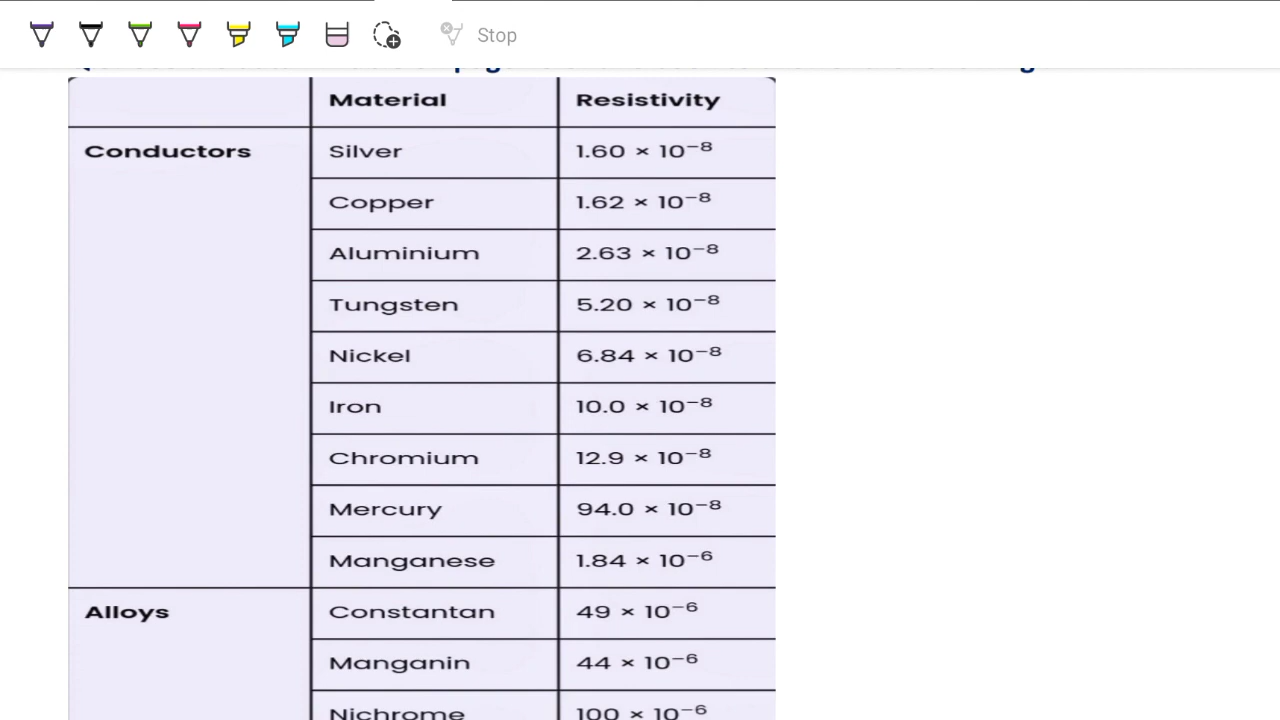 Stop
Material Resistivity
Conductors Silver 1.60 × 10⁻⁸
Copper 1.62 × 10⁻⁸
Aluminium 2.63 × 10⁻⁸
Tungsten 5.20 × 10⁻⁸
Nickel 6.84 × 10⁻⁸
Iron 10.0 × 10⁻⁸
Chromium 12.9 × 10⁻⁸
Mercury 94.0 × 10⁻⁸
Manganese 1.84 × 10⁻⁶
Alloys Constantan 49 × 10⁻⁶
Manganin 44 × 10⁻⁶
Nichrome 100 × 10⁻⁶